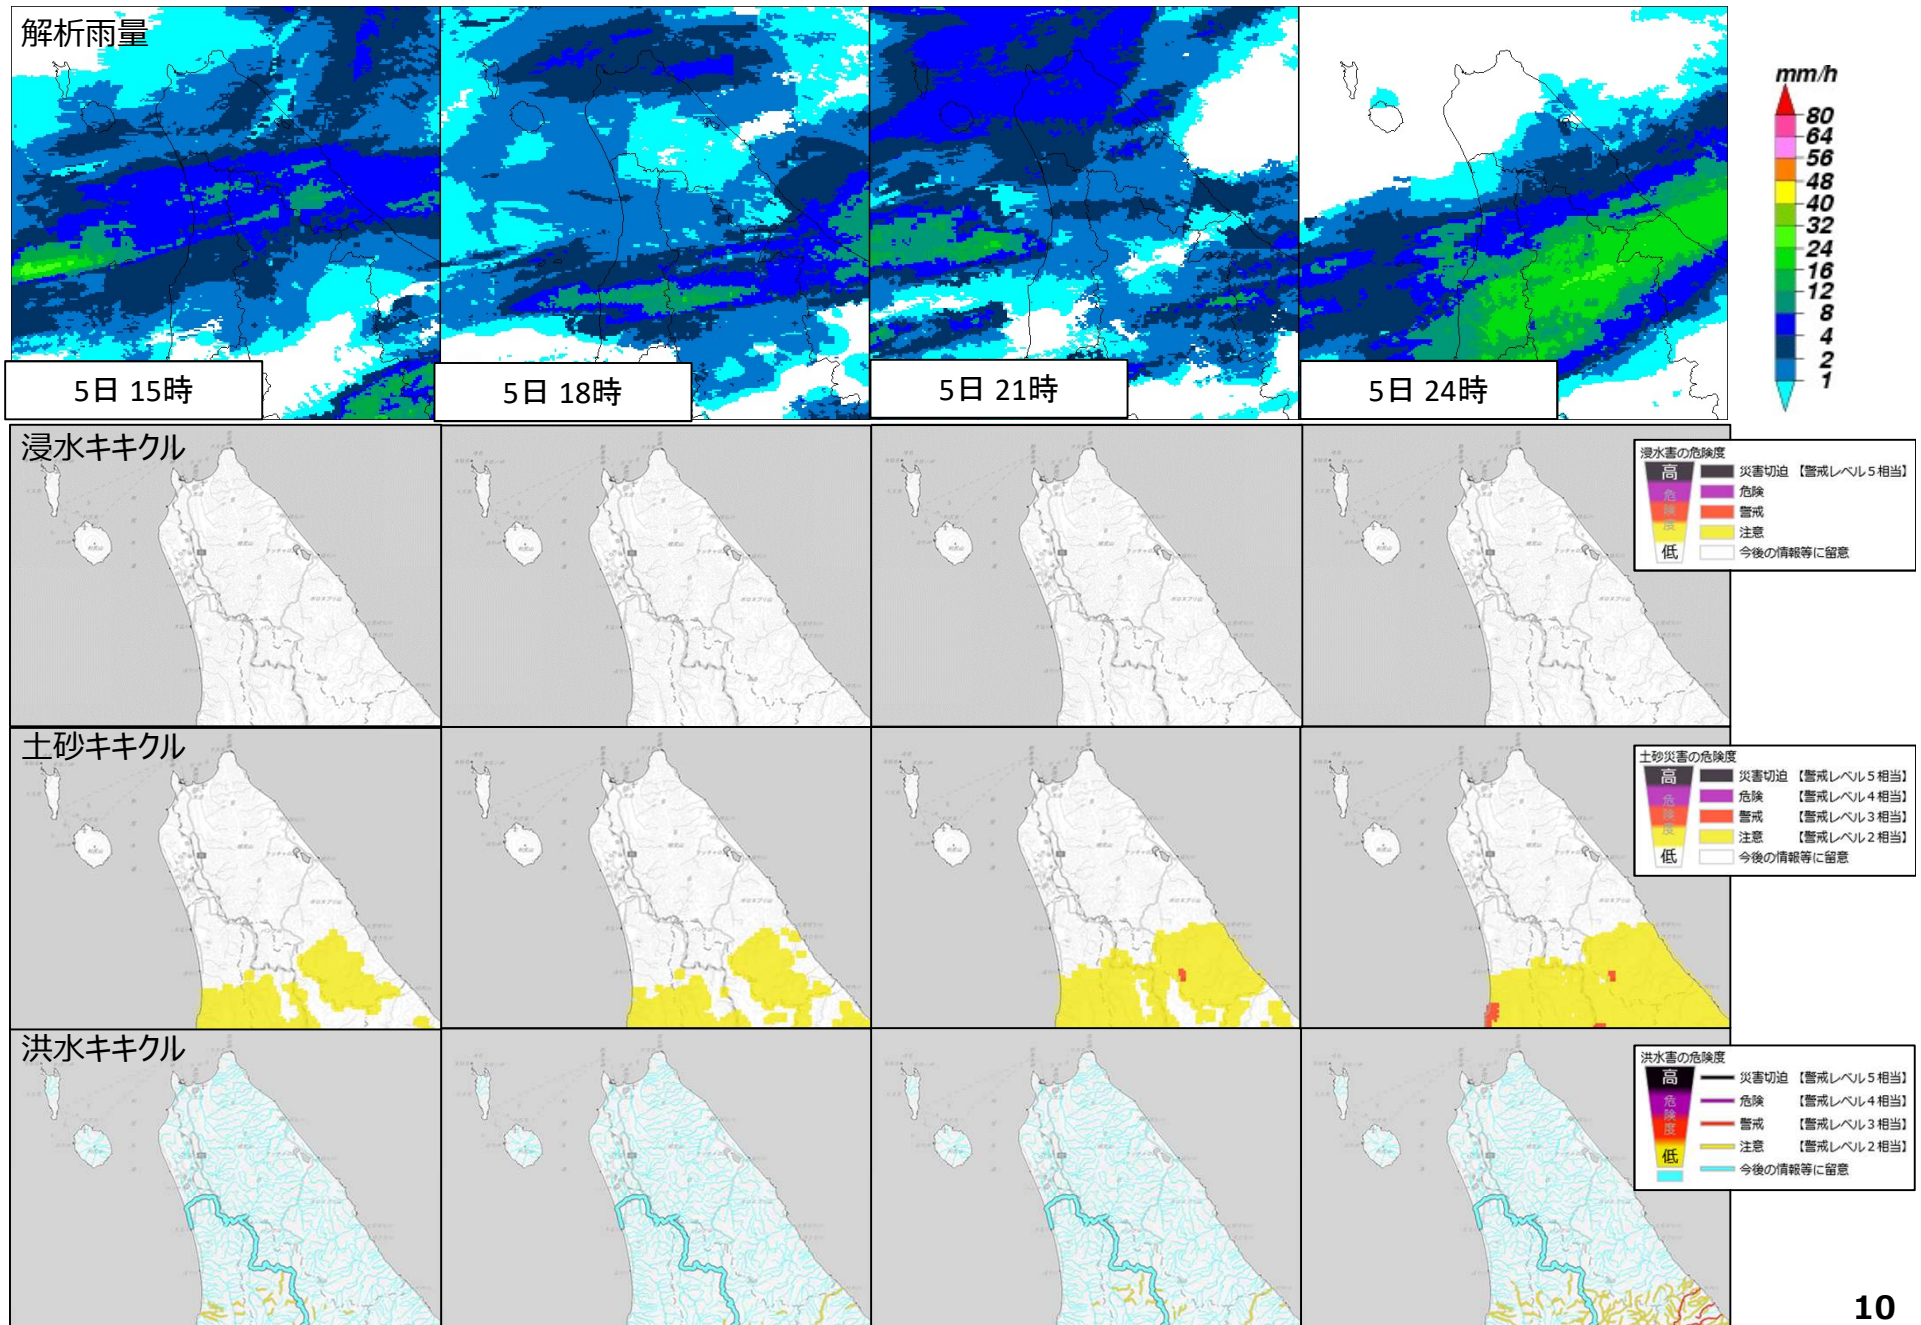 解析雨量
5日 15時
5日 18時
5日 21時
5日 24時
mm/h
80
64
56
48
40
32
24
16
12
8
4
2
1
浸水キキクル
浸水害の危険度
高
危険度
低
災害切迫 【警戒レベル5相当】
危険
警戒
注意
今後の情報等に留意
土砂キキクル
土砂災害の危険度
高
危険度
低
災害切迫 【警戒レベル5相当】
危険 【警戒レベル4相当】
警戒 【警戒レベル3相当】
注意 【警戒レベル2相当】
今後の情報等に留意
洪水キキクル
洪水害の危険度
高
危険度
低
災害切迫 【警戒レベル5相当】
危険 【警戒レベル4相当】
警戒 【警戒レベル3相当】
注意 【警戒レベル2相当】
今後の情報等に留意
10